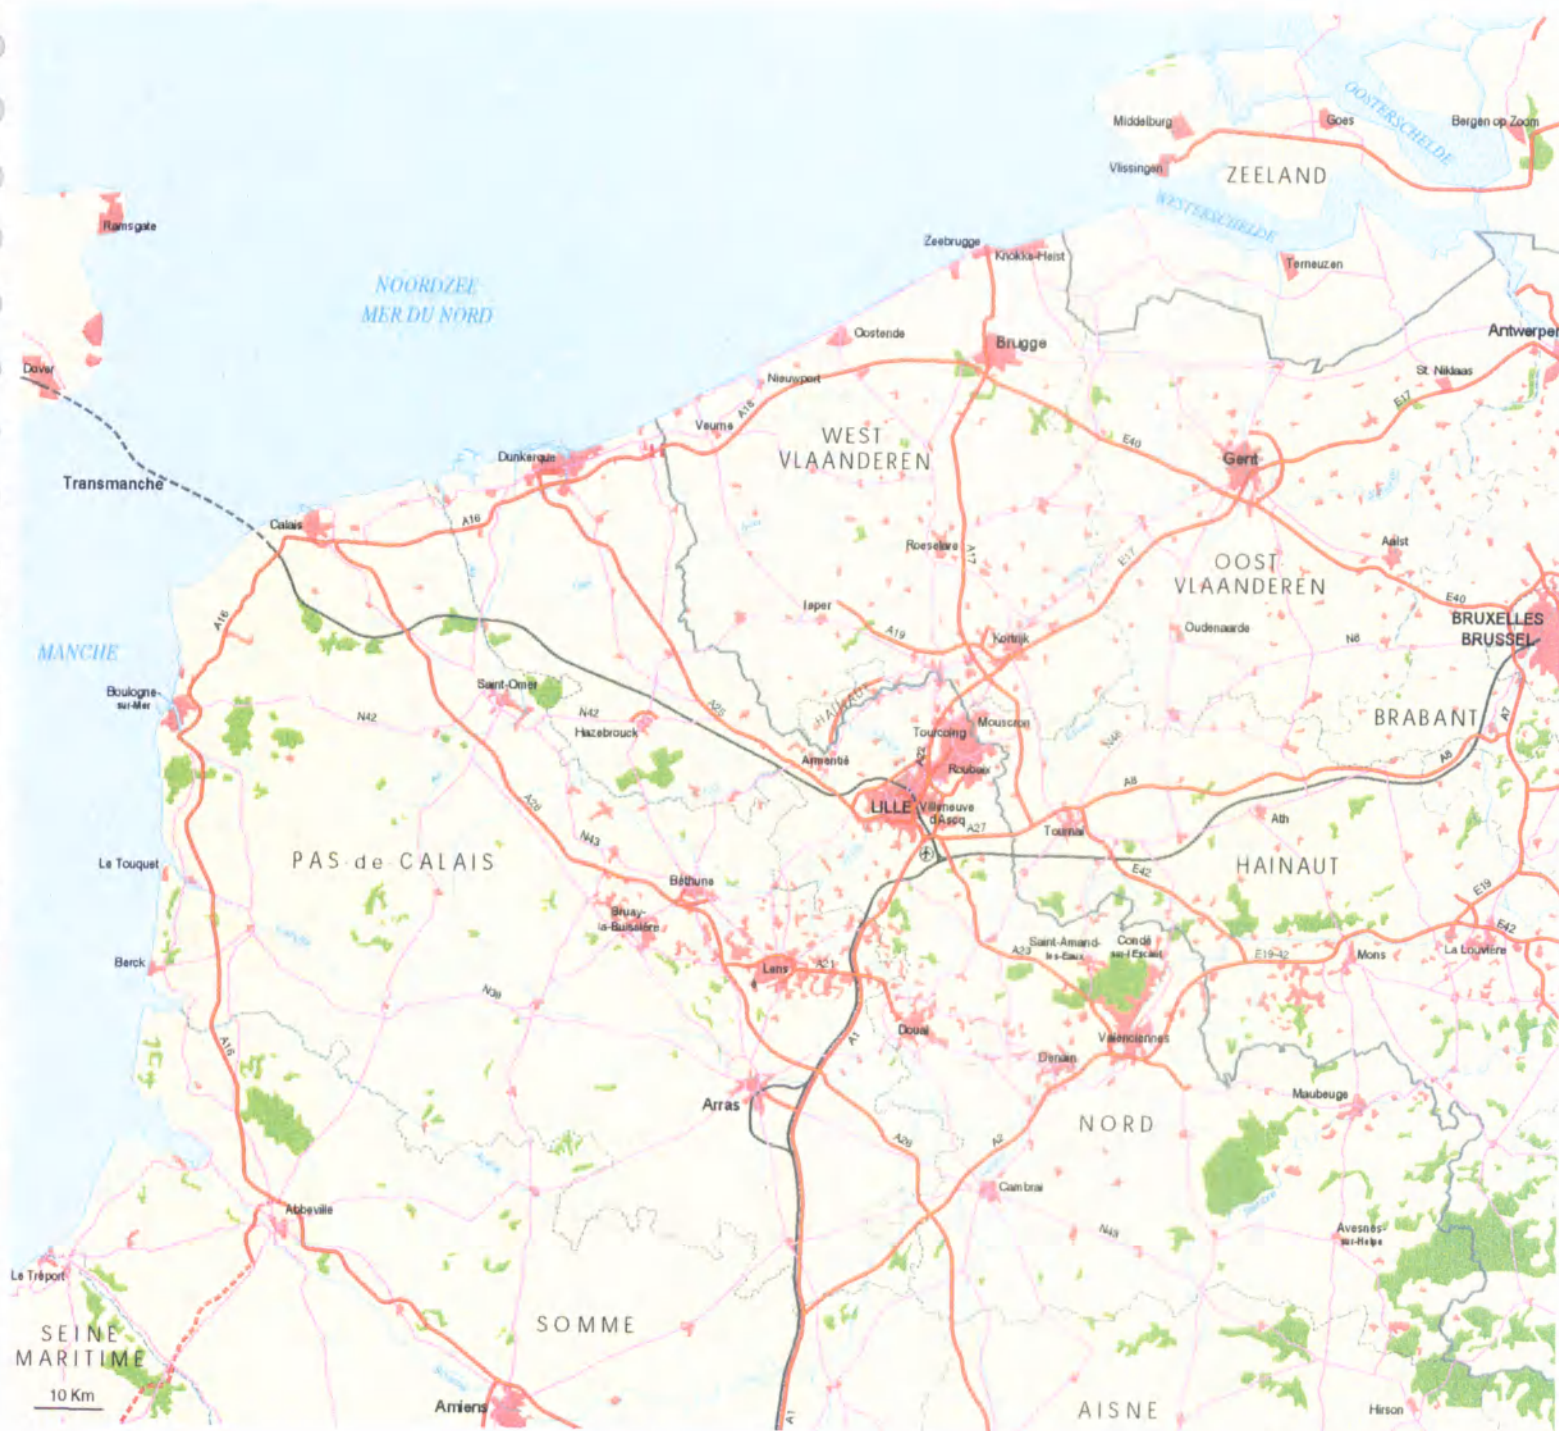 OOSTERSCHELDE
Middelburg
Goes
Bergen op Zoom
Vlissingen
ZEELAND
WESTERSCHELDE
Ramsgate
Zeebrugge
Knokke-Heist
Terneuzen
NOORDZEE
MER DU NORD
Oostende
Brugge
Antwerpen
Dover
Nieuwport
St. Niklaas
E17
A18
Veurne
WEST
VLAANDEREN
E40
Dunkerque
Gent
Transmanche
Calais
A16
Roeselare
A17
E17
Aalst
OOST
VLAANDEREN
E40
A16
Ieper
A19
Kortrijk
Oudenaarde
N8
BRUXELLES
BRUSSEL
MANCHE
Boulogne-
sur-Mer
Saint-Omer
N42
N42
Hazebrouck
A25
HAINAUT
Mouscron
Tourcoing
BRABANT
A7
N48
A22
Armentié
Roubaix
A8
A8
A26
LILLE
Villeneuve
d'Ascq
A27
Tournai
Ath
N43
Le Touquet
PAS-de-CALAIS
HAINAUT
E42
Béthune
E19
Bruay-
la-Buissière
E42
Saint-Amand-
les-Eaux
Condé
sur-l'Escaut
A23
E19-42
Mons
La Louvière
Berck
Lens
A21
N39
Douai
A1
Valenciennes
Denain
A16
Arras
Maubeuge
NORD
A26
A2
Cambrai
N43
Abbeville
Avesnes-
sur-Helpe
Le Tréport
SOMME
SEINE
MARITIME
10 Km
Amiens
A1
AISNE
Hirson